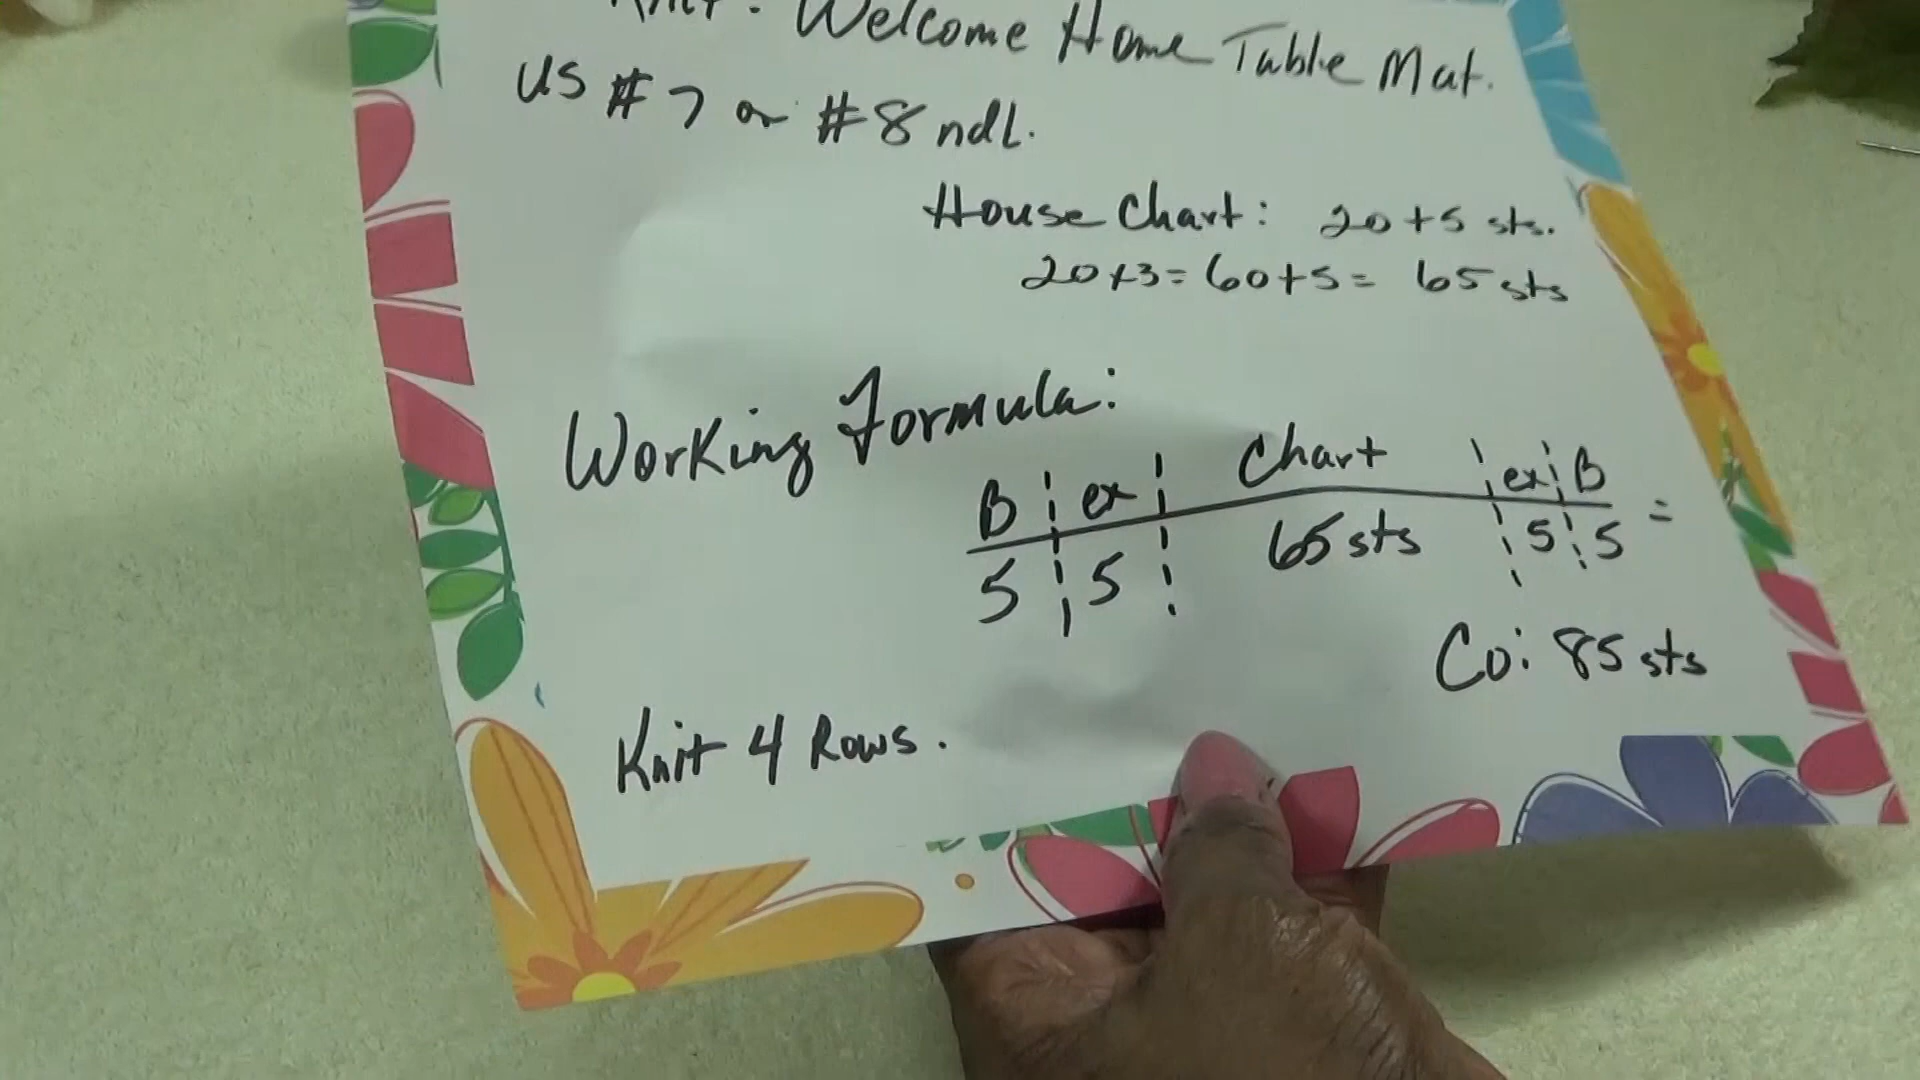 Knit: Welcome Home Table Mat.
US #7 or #8 ndl.
House Chart: 20+5 sts.
20x3=60+5= 65 sts
Working Formula:
B ex Chart ex B
5 5 65 sts 5 5 =
Co: 85 sts
Knit 4 Rows.